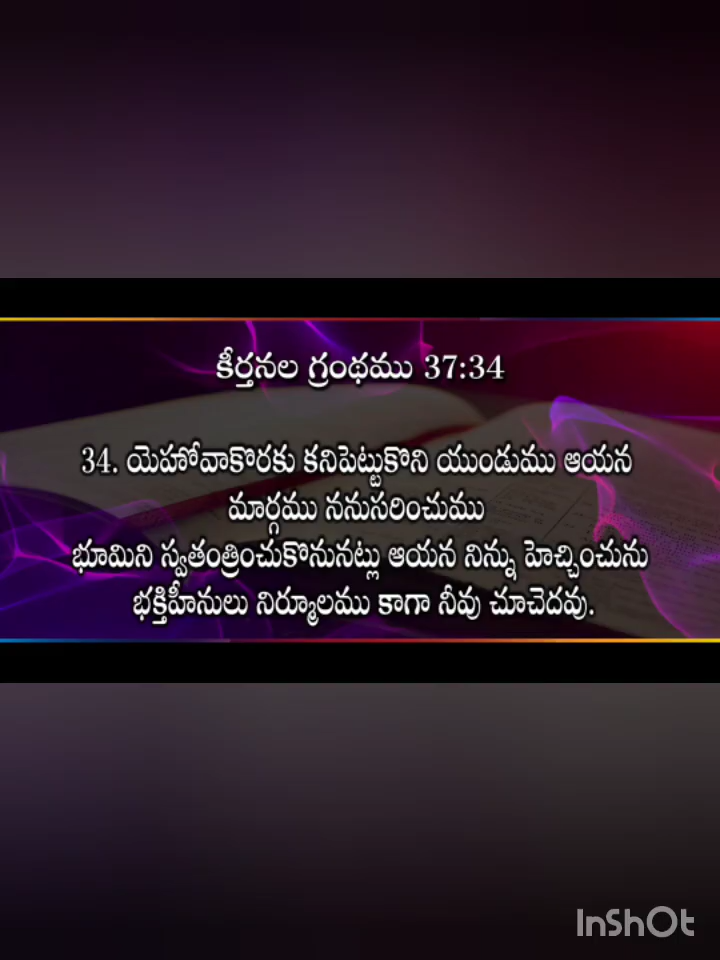 కీర్తనల గ్రంథము 37:34
34. యెహోవాకొరకు కనిపెట్టుకొని యుండుము ఆయన
మార్గము ననుసరించుము
భూమిని స్వతంత్రించుకొనునట్లు ఆయన నిన్ను హెచ్చించును
భక్తిహీనులు నిర్మూలము కాగా నీవు చూచెదవు.
InShOt